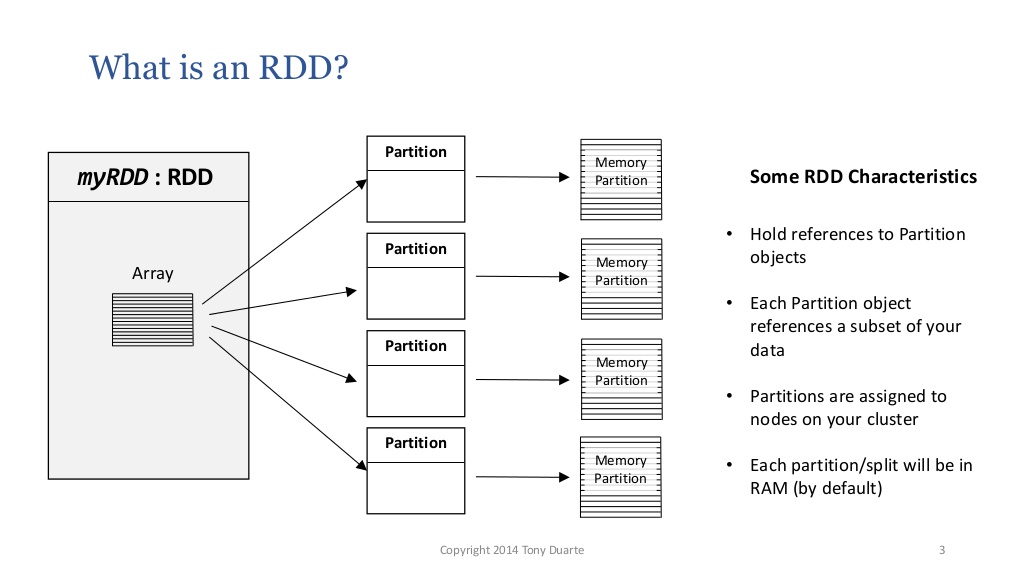 What is an RDD?
myRDD : RDD
Array
Partition
Partition
Partition
Partition
Memory
Partition
Memory
Partition
Memory
Partition
Memory
Partition
Some RDD Characteristics
• Hold references to Partition
objects
• Each Partition object
references a subset of your
data
• Partitions are assigned to
nodes on your cluster
• Each partition/split will be in
RAM (by default)
Copyright 2014 Tony Duarte
3